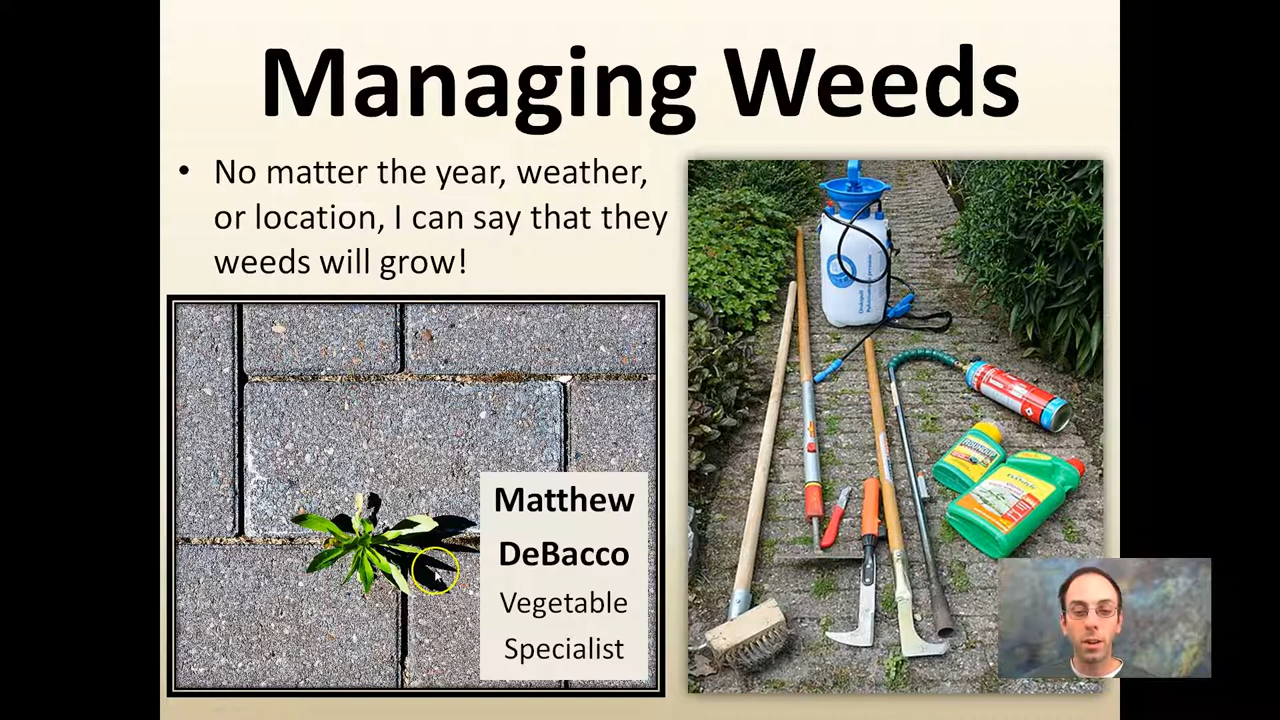 Managing Weeds
• No matter the year, weather,
or location, I can say that they
weeds will grow!
Matthew
DeBacco
Vegetable
Specialist